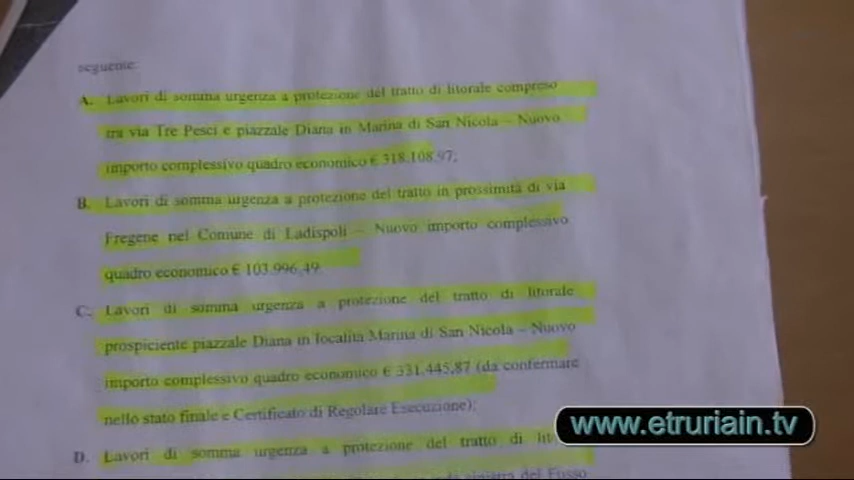 seguente:
A. Lavori di somma urgenza a protezione del tratto di litorale compreso
tra via Tre Pesci e piazzale Diana in Marina di San Nicola – Nuovo
importo complessivo quadro economico € 318.108,97;
B. Lavori di somma urgenza a protezione del tratto in prossimità di via
Fregene nel Comune di Ladispoli – Nuovo importo complessivo
quadro economico € 103.996,49.
C. Lavori di somma urgenza a protezione del tratto di litorale
prospiciente piazzale Diana in località Marina di San Nicola – Nuovo
importo complessivo quadro economico € 331.445,87 (da confermare
nello stato finale e Certificato di Regolare Esecuzione);
D. Lavori di somma urgenza a protezione del tratto di
sinistra del Fosso
www.etruriain.tv